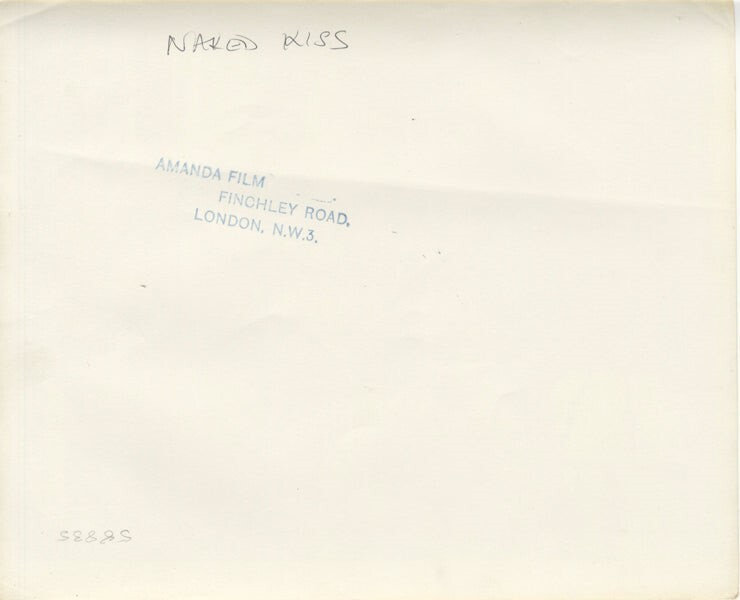 NAKED KISS
AMANDA FILM
FINCHLEY ROAD,
LONDON, N.W.3.